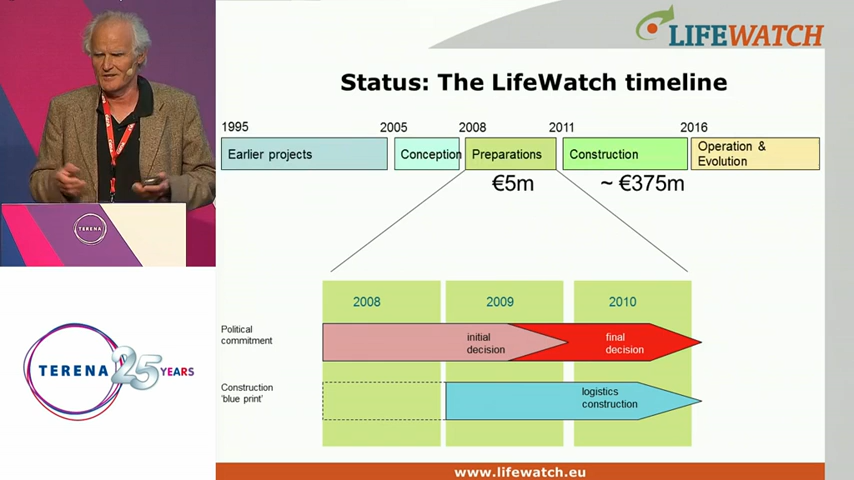 LIFEWATCH
Status: The LifeWatch timeline
1995 2005 2008 2011 2016
Earlier projects Conception Preparations Construction Operation &
Evolution
€5m ~ €375m
2008 2009 2010
Political
commitment
initial
decision
final
decision
Construction
'blue print'
logistics
construction
www.lifewatch.eu
TERENA
TERENA 25 YEARS